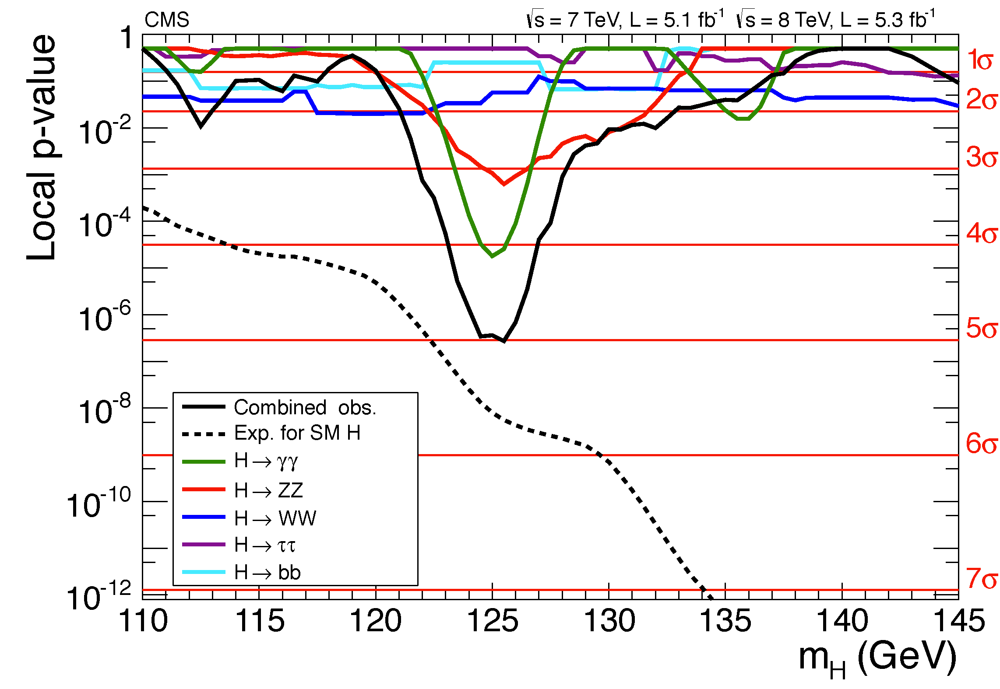 CMS √s = 7 TeV, L = 5.1 fb⁻¹ √s = 8 TeV, L = 5.3 fb⁻¹
Local p-value
1
10⁻²
10⁻⁴
10⁻⁶
10⁻⁸
10⁻¹⁰
10⁻¹²
1σ
2σ
3σ
4σ
5σ
6σ
7σ
Combined obs.
Exp. for SM H
H → γγ
H → ZZ
H → WW
H → ττ
H → bb
110 115 120 125 130 135 140 145
m_H (GeV)